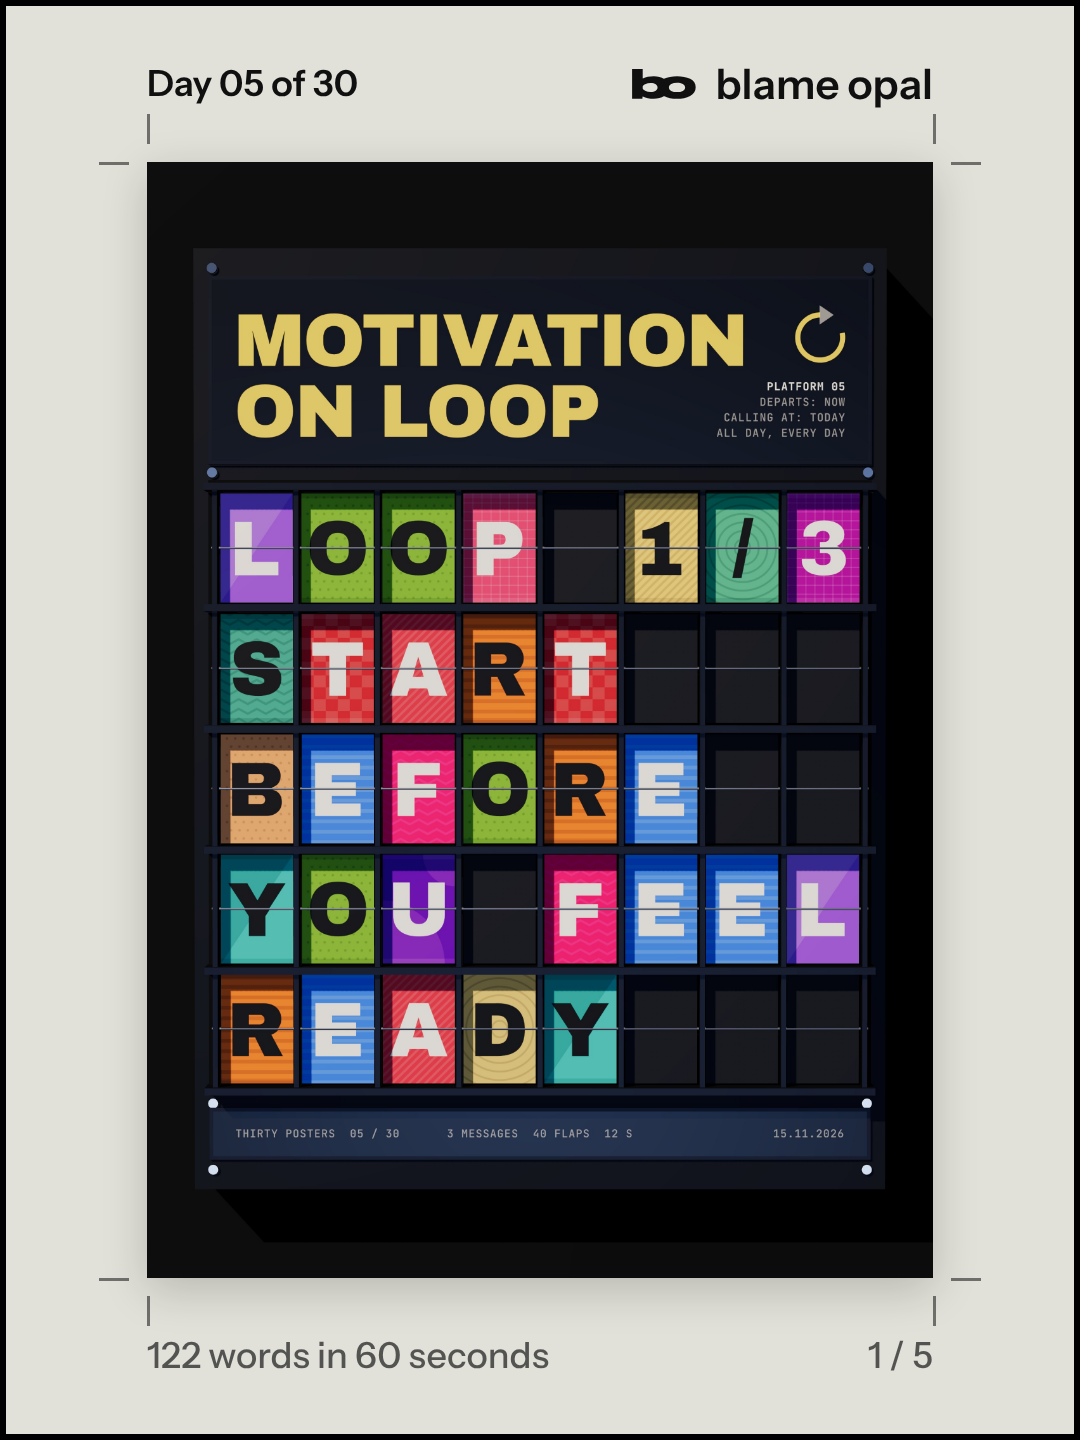 Day 05 of 30
bo blame opal
MOTIVATION
ON LOOP
PLATFORM 05
DEPARTS: NOW
CALLING AT: TODAY
ALL DAY, EVERY DAY
LOOP 1/3
START
BEFORE
YOU FEEL
READY
THIRTY POSTERS 05 / 30 3 MESSAGES 40 FLAPS 12 S 15.11.2026
122 words in 60 seconds
1 / 5